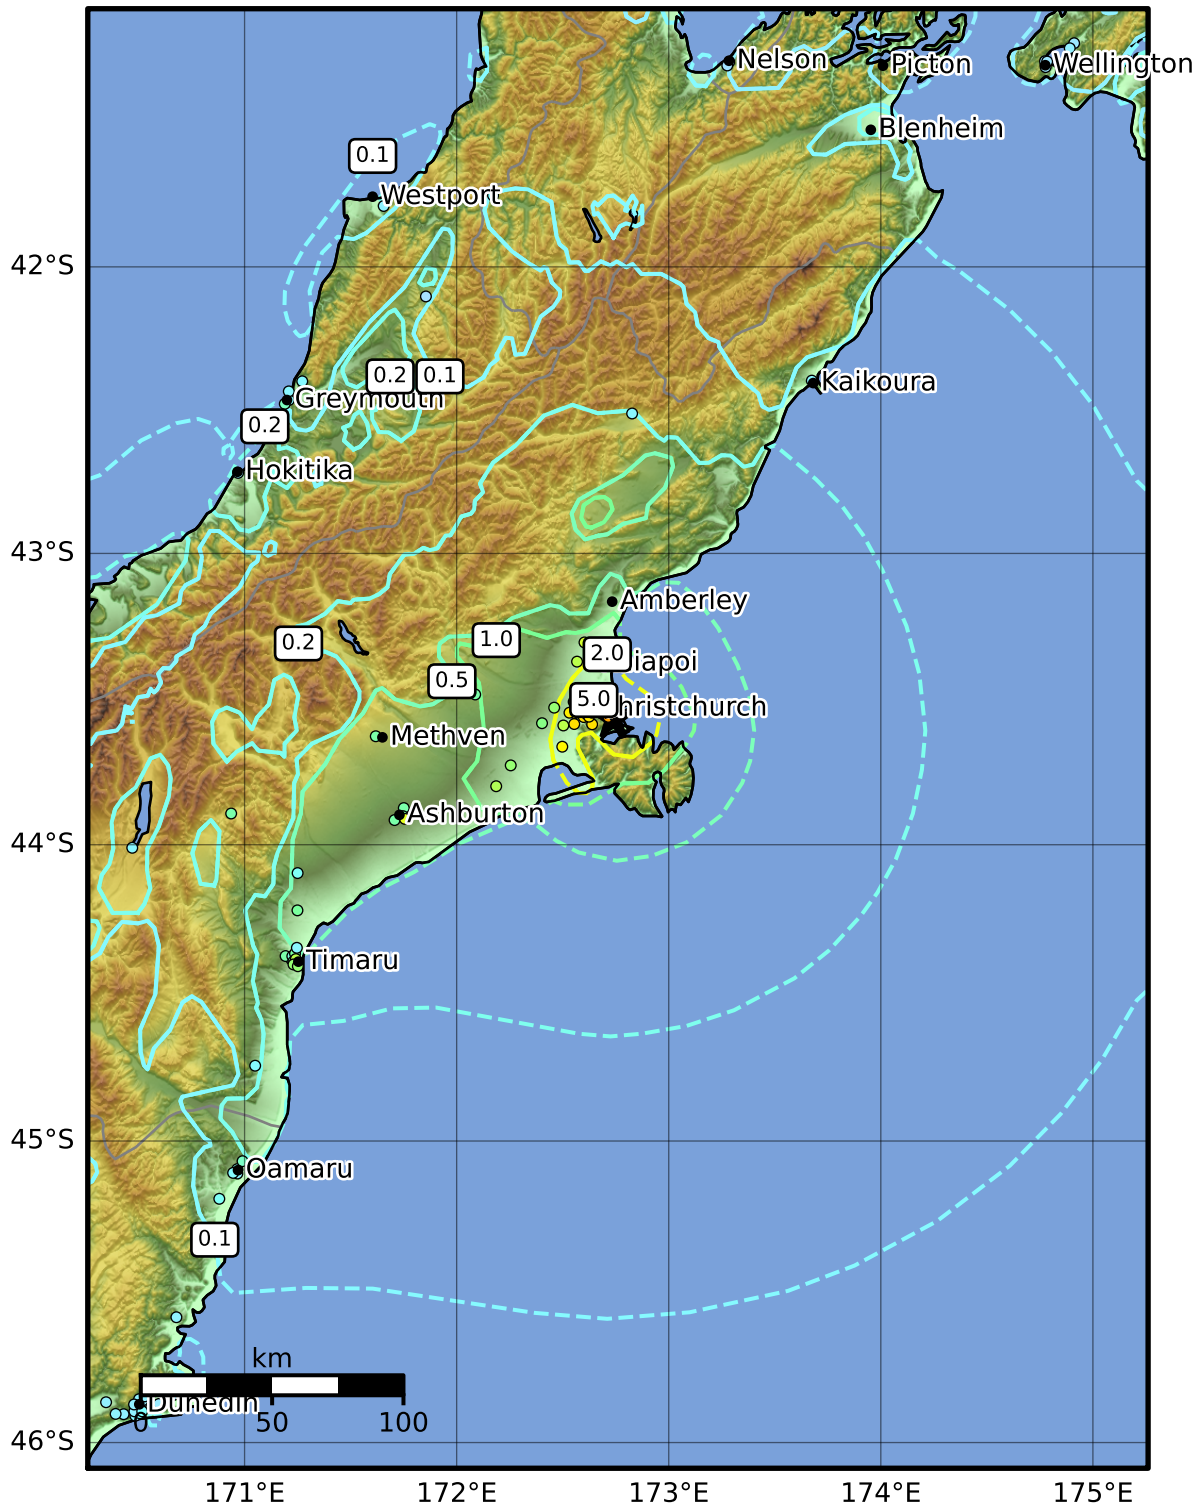 Nelson
Picton
Wellington
Blenheim
0.1
Westport
42°S
0.2
0.1
Kaikoura
Greymouth
0.2
Hokitika
43°S
Amberley
1.0
0.2
2.0
iapoi
0.5
5.0
hristchurch
Methven
Ashburton
44°S
Timaru
45°S
Oamaru
0.1
km
Dunedin
0
50
100
46°S
171°E
172°E
173°E
174°E
175°E